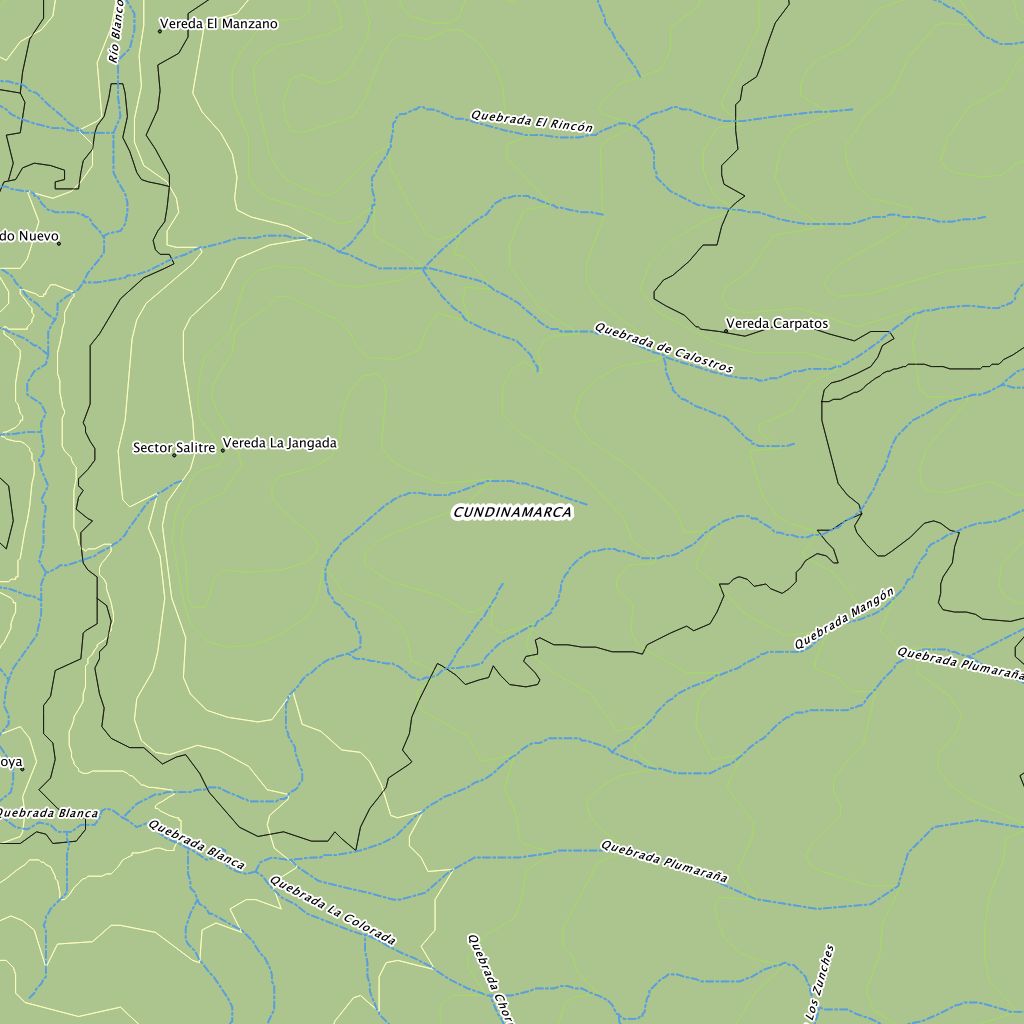 Vereda El Manzano
Río Blanco
Quebrada El Rincón
do Nuevo
Vereda Carpatos
Quebrada de Calostros
Sector Salitre
Vereda La Jangada
CUNDINAMARCA
Quebrada Mangón
Quebrada Plumaraña
oya
Quebrada Blanca
Quebrada Blanca
Quebrada Plumaraña
Quebrada La Colorada
Quebrada Chor
Los Zunches